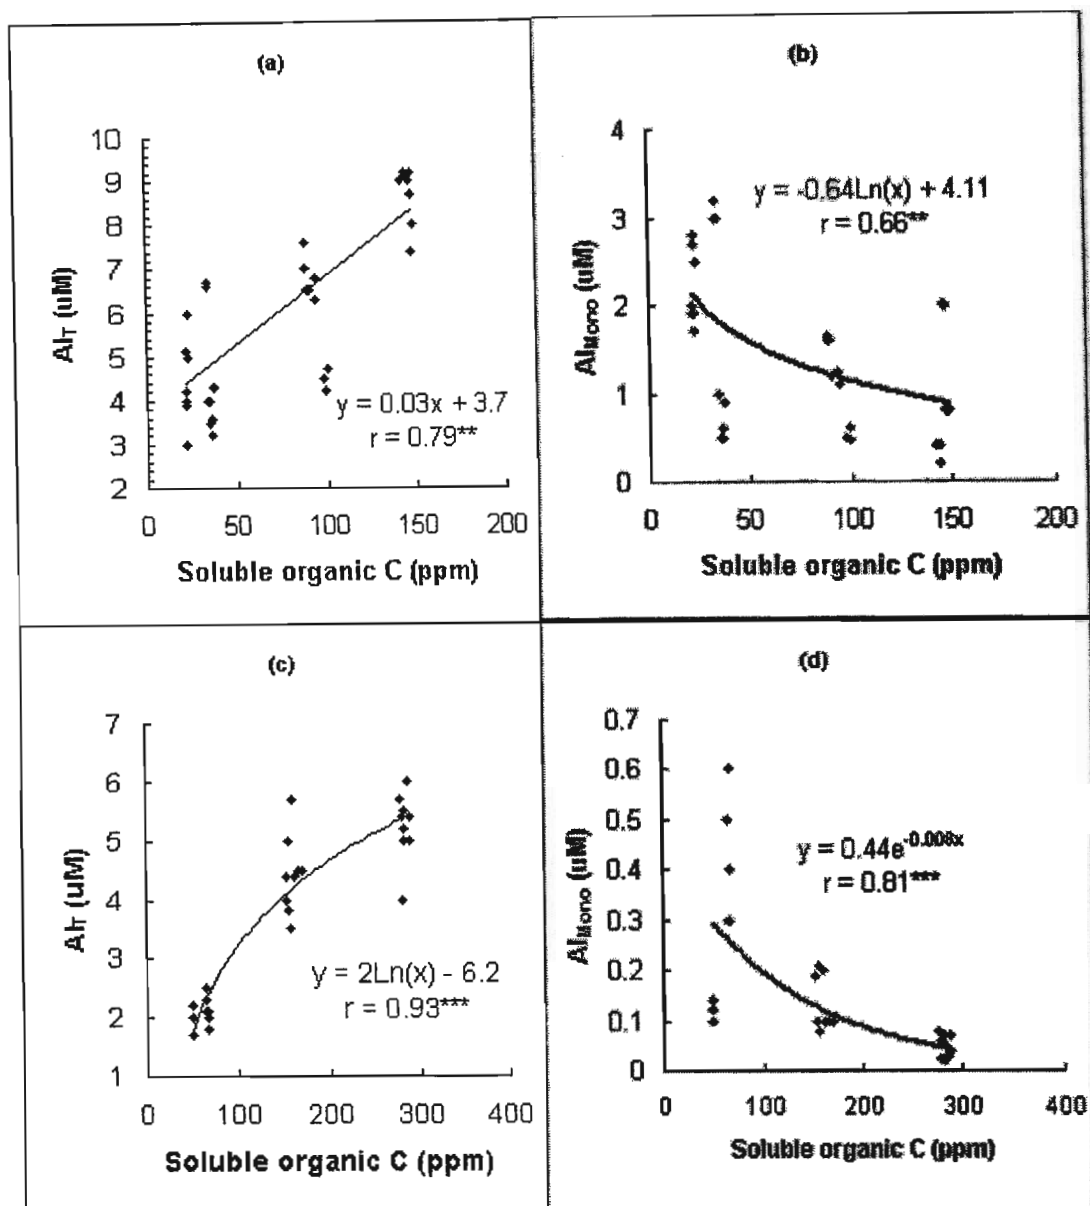 (a)
10
9
8
7
6
5
4
3
2
Al_T (uM)
y = 0.03x + 3.7
r = 0.79**
0 50 100 150 200
Soluble organic C (ppm)
(b)
4
3
2
1
0
Al_Mono (uM)
y = -0.64Ln(x) + 4.11
r = 0.66**
0 50 100 150 200
Soluble organic C (ppm)
(c)
7
6
5
4
3
2
1
Al_T (uM)
y = 2Ln(x) - 6.2
r = 0.93***
0 100 200 300 400
Soluble organic C (ppm)
(d)
0.7
0.6
0.5
0.4
0.3
0.2
0.1
0
Al_Mono (uM)
y = 0.44e^-0.008x
r = 0.81***
0 100 200 300 400
Soluble organic C (ppm)